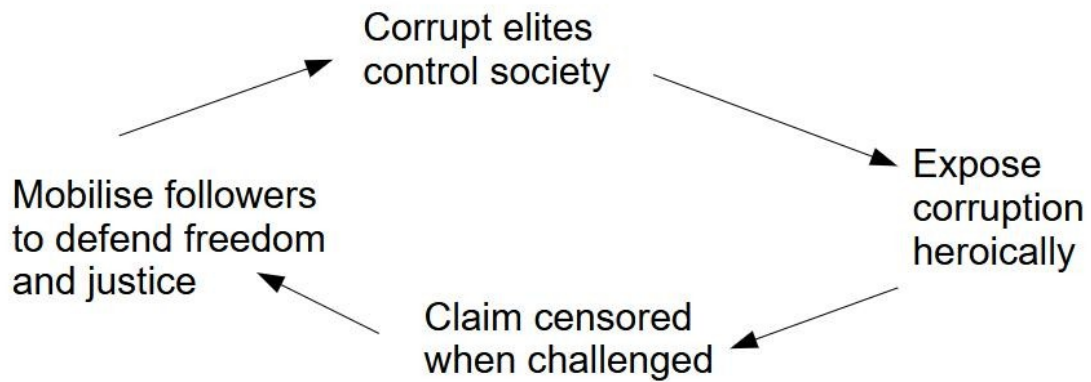 Corrupt elites
control society
Expose
corruption
heroically
Claim censored
when challenged
Mobilise followers
to defend freedom
and justice